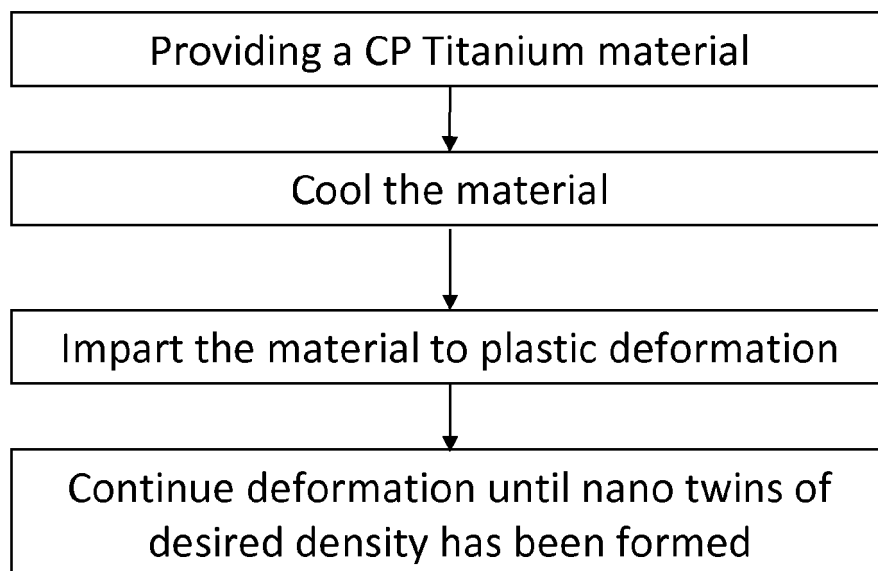 Providing a CP Titanium material
Cool the material
Impart the material to plastic deformation
Continue deformation until nano twins of
desired density has been formed